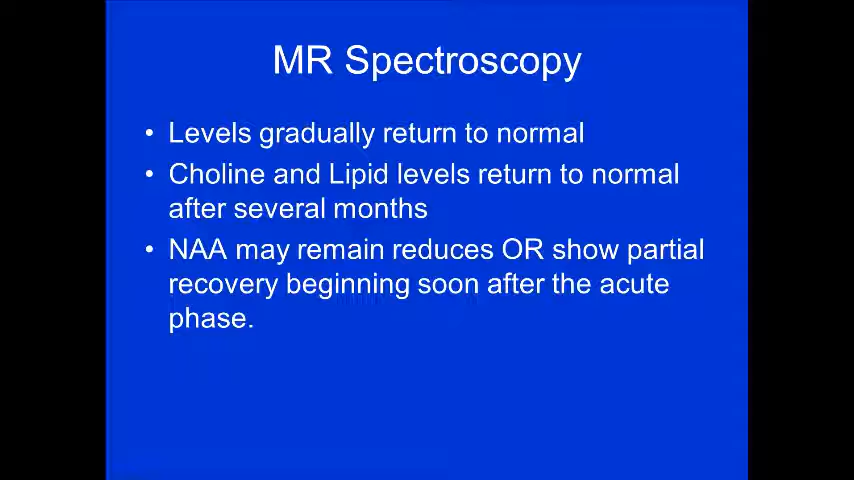 MR Spectroscopy
• Levels gradually return to normal
• Choline and Lipid levels return to normal
after several months
• NAA may remain reduces OR show partial
recovery beginning soon after the acute
phase.